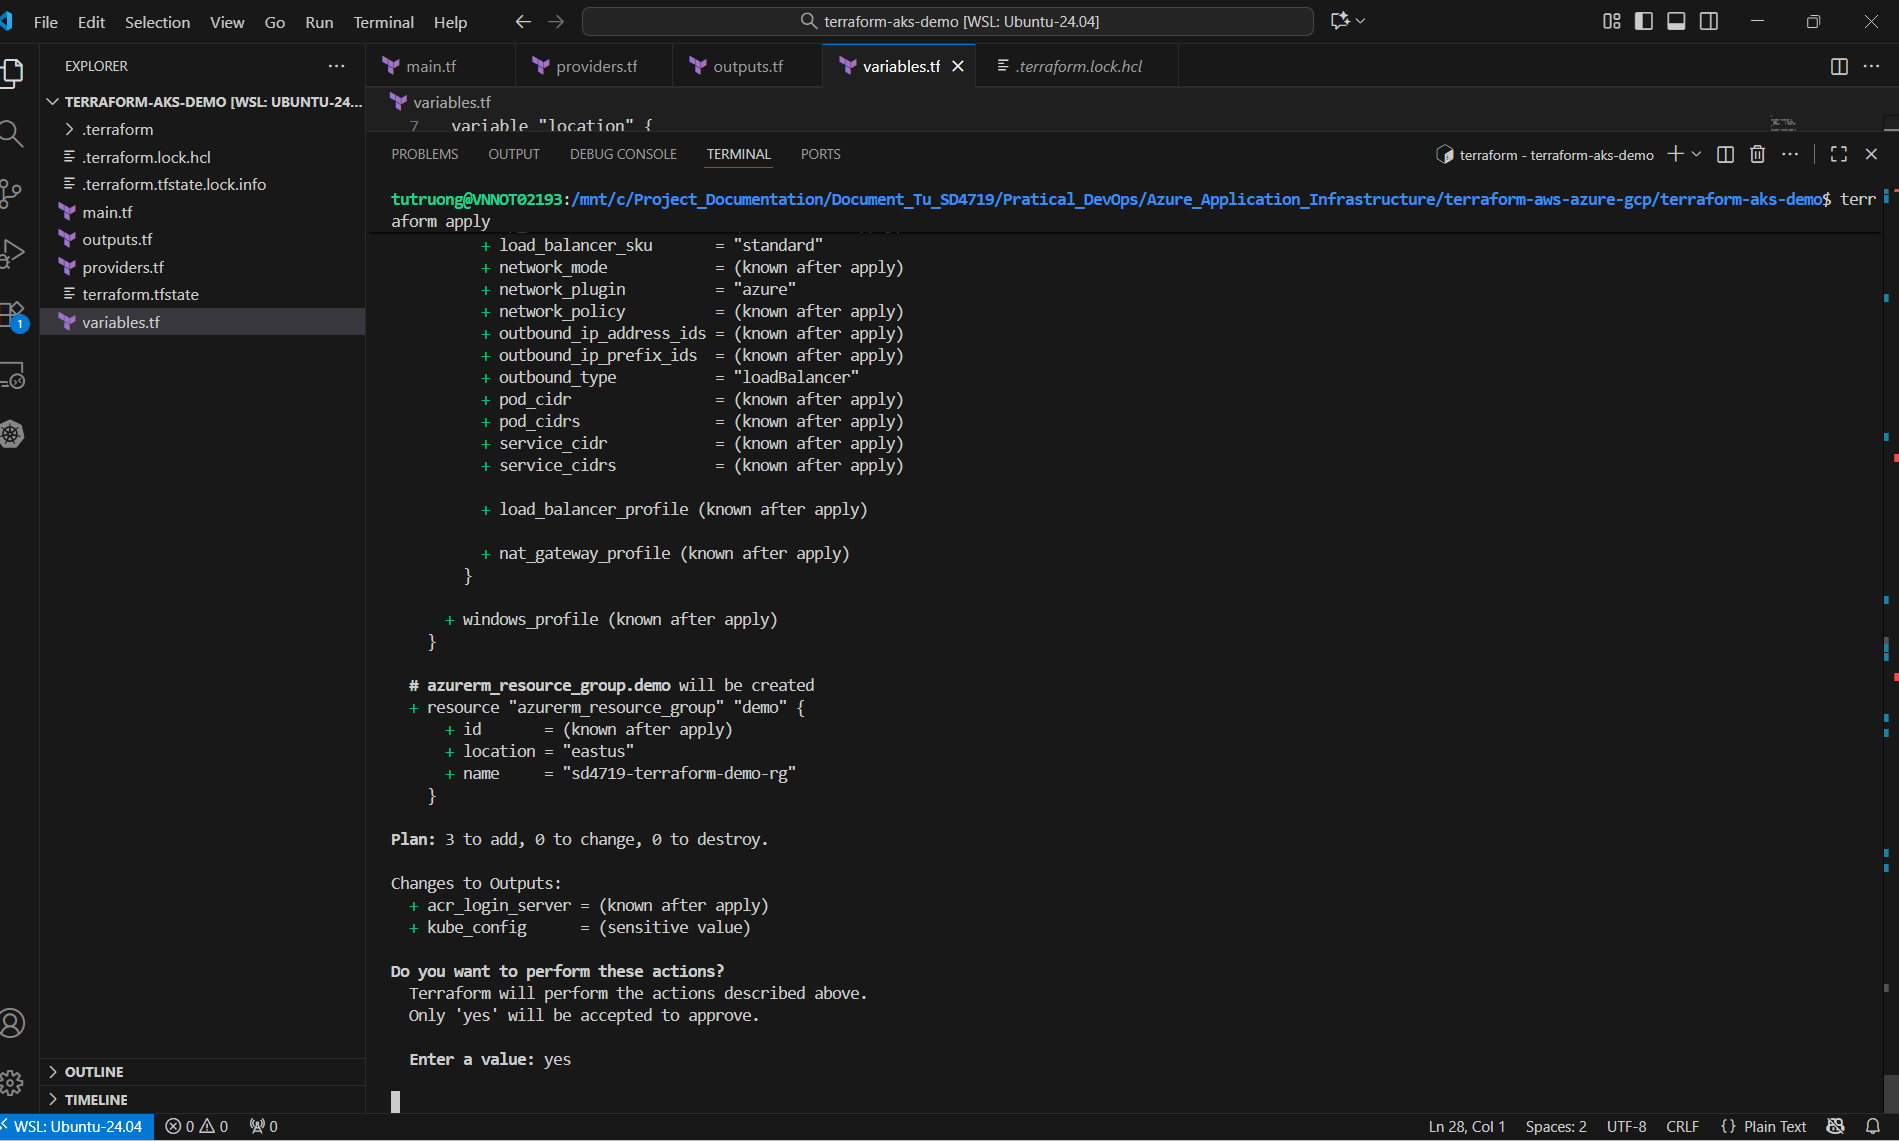 File Edit Selection View Go Run Terminal Help
terraform-aks-demo [WSL: Ubuntu-24.04]
EXPLORER
TERRAFORM-AKS-DEMO [WSL: UBUNTU-24...
.terraform
.terraform.lock.hcl
.terraform.tfstate.lock.info
main.tf
outputs.tf
providers.tf
terraform.tfstate
variables.tf
1
OUTLINE
TIMELINE
main.tf providers.tf outputs.tf variables.tf .terraform.lock.hcl
variables.tf
7 variable "location" {
PROBLEMS OUTPUT DEBUG CONSOLE TERMINAL PORTS
terraform - terraform-aks-demo
tutruong@VNNOT02193:/mnt/c/Project_Documentation/Document_Tu_SD4719/Pratical_DevOps/Azure_Application_Infrastructure/terraform-aws-azure-gcp/terraform-aks-demo$ terr
aform apply
+ load_balancer_sku = "standard"
+ network_mode = (known after apply)
+ network_plugin = "azure"
+ network_policy = (known after apply)
+ outbound_ip_address_ids = (known after apply)
+ outbound_ip_prefix_ids = (known after apply)
+ outbound_type = "loadBalancer"
+ pod_cidr = (known after apply)
+ pod_cidrs = (known after apply)
+ service_cidr = (known after apply)
+ service_cidrs = (known after apply)
+ load_balancer_profile (known after apply)
+ nat_gateway_profile (known after apply)
}
+ windows_profile (known after apply)
}
# azurerm_resource_group.demo will be created
+ resource "azurerm_resource_group" "demo" {
+ id = (known after apply)
+ location = "eastus"
+ name = "sd4719-terraform-demo-rg"
}
Plan: 3 to add, 0 to change, 0 to destroy.
Changes to Outputs:
+ acr_login_server = (known after apply)
+ kube_config = (sensitive value)
Do you want to perform these actions?
Terraform will perform the actions described above.
Only 'yes' will be accepted to approve.
Enter a value: yes
WSL: Ubuntu-24.04 0 0 0
Ln 28, Col 1 Spaces: 2 UTF-8 CRLF {} Plain Text